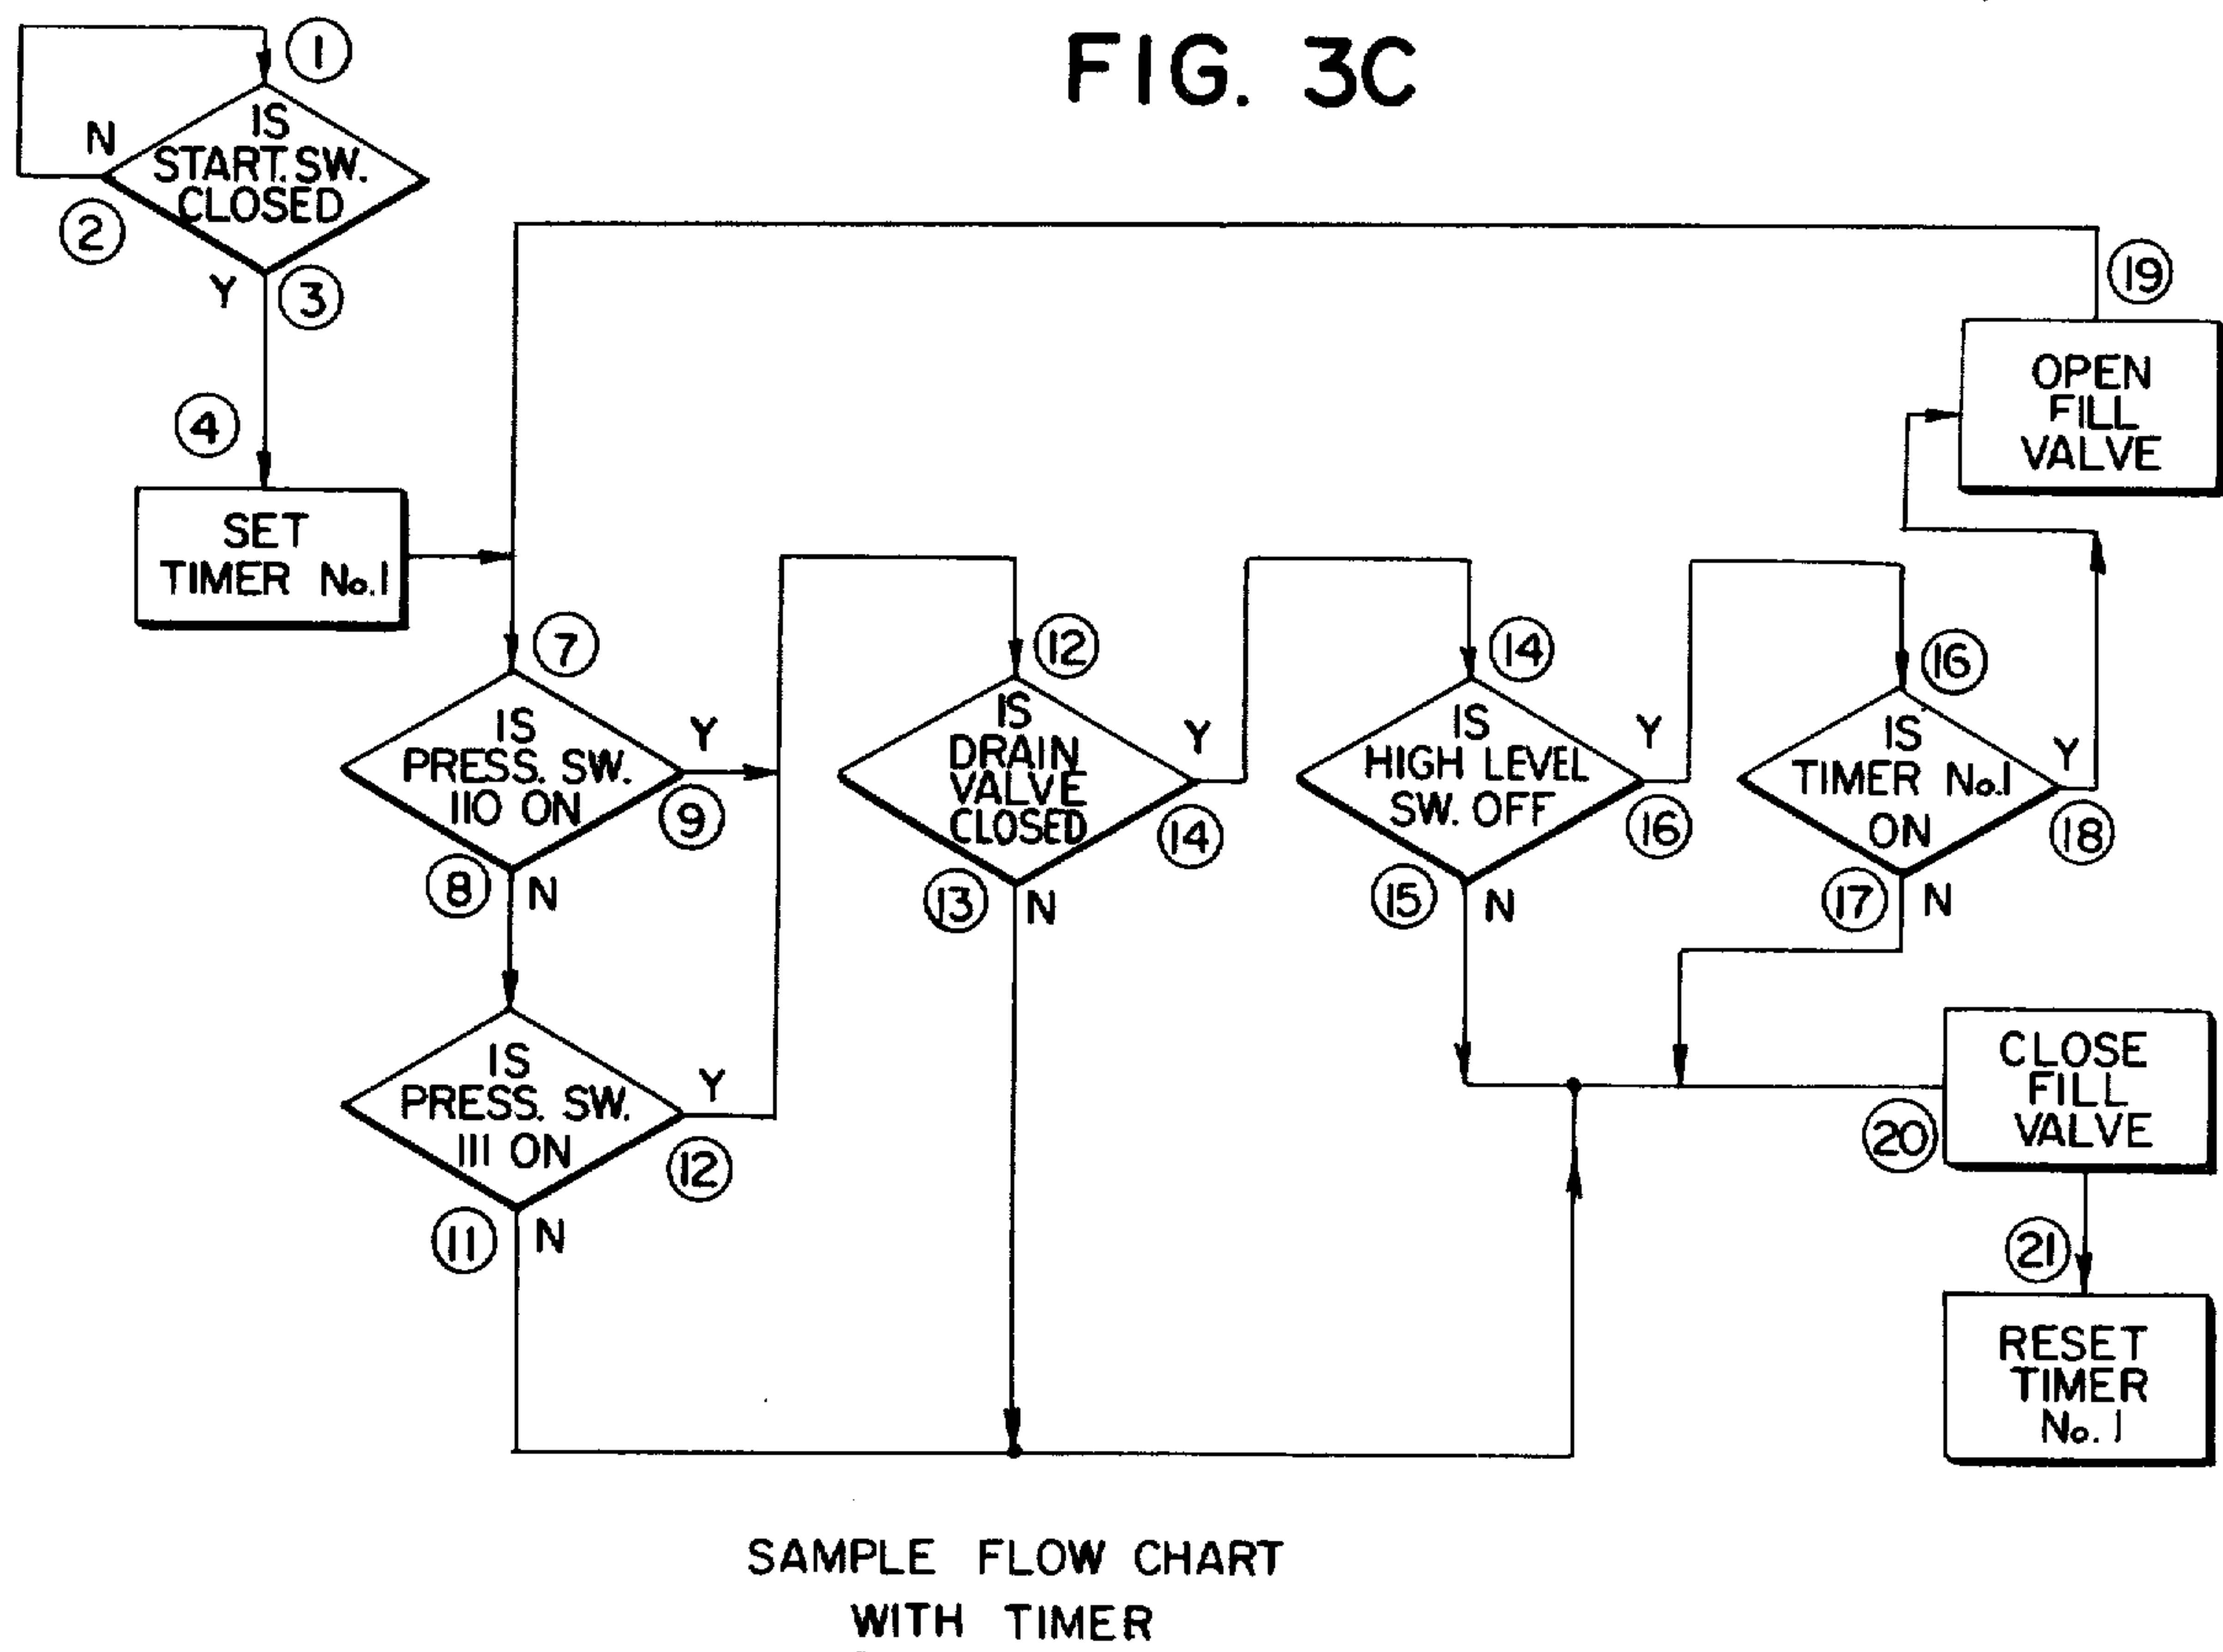 FIG. 3C
1
IS
START. SW.
CLOSED
N
2
Y
3
4
SET
TIMER No.1
19
OPEN
FILL
VALVE
7
IS
PRESS. SW.
110 ON
Y
9
8
N
IS
PRESS. SW.
111 ON
Y
12
11
N
12
IS
DRAIN
VALVE
CLOSED
Y
14
13
N
14
IS
HIGH LEVEL
SW. OFF
Y
16
15
N
16
IS
TIMER No.1
ON
Y
18
17
N
20
CLOSE
FILL
VALVE
21
RESET
TIMER
No. 1
SAMPLE FLOW CHART
WITH TIMER